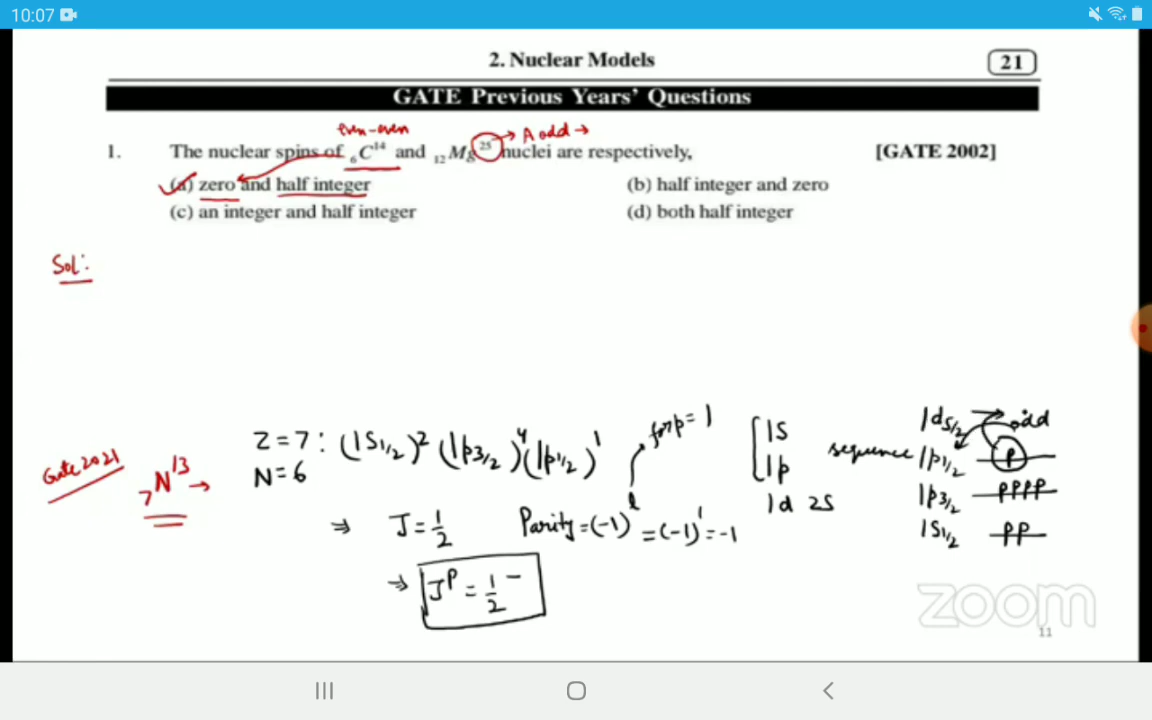 10:07
2. Nuclear Models
21
GATE Previous Years' Questions
even-even
A odd →
1. The nuclear spins of ₆C¹⁴ and ₁₂Mg²⁵ nuclei are respectively, [GATE 2002]
(a) zero and half integer (b) half integer and zero
(c) an integer and half integer (d) both half integer
Sol:
Gate 2021
₇N¹³ →
Z=7 : (1S₁/₂)² (1p₃/₂)⁴ (1p₁/₂)¹
N=6
for p = 1
⇒ J = 1/2 Parity = (-1)^l = (-1)¹ = -1
⇒ J^P = 1/2⁻
1S
1p
1d 2S
sequence
1d₅/₂ odd
1p₁/₂ P
1p₃/₂ PPPP
1S₁/₂ PP
zoom
11